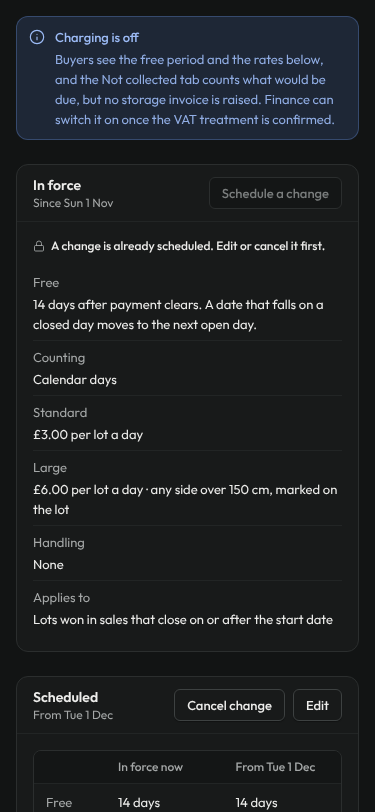 Charging is off
Buyers see the free period and the rates below,
and the Not collected tab counts what would be
due, but no storage invoice is raised. Finance can
switch it on once the VAT treatment is confirmed.
In force
Since Sun 1 Nov
Schedule a change
A change is already scheduled. Edit or cancel it first.
Free
14 days after payment clears. A date that falls on a
closed day moves to the next open day.
Counting
Calendar days
Standard
£3.00 per lot a day
Large
£6.00 per lot a day · any side over 150 cm, marked on
the lot
Handling
None
Applies to
Lots won in sales that close on or after the start date
Scheduled
From Tue 1 Dec
Cancel change
Edit
In force now
From Tue 1 Dec
Free
14 days
14 days